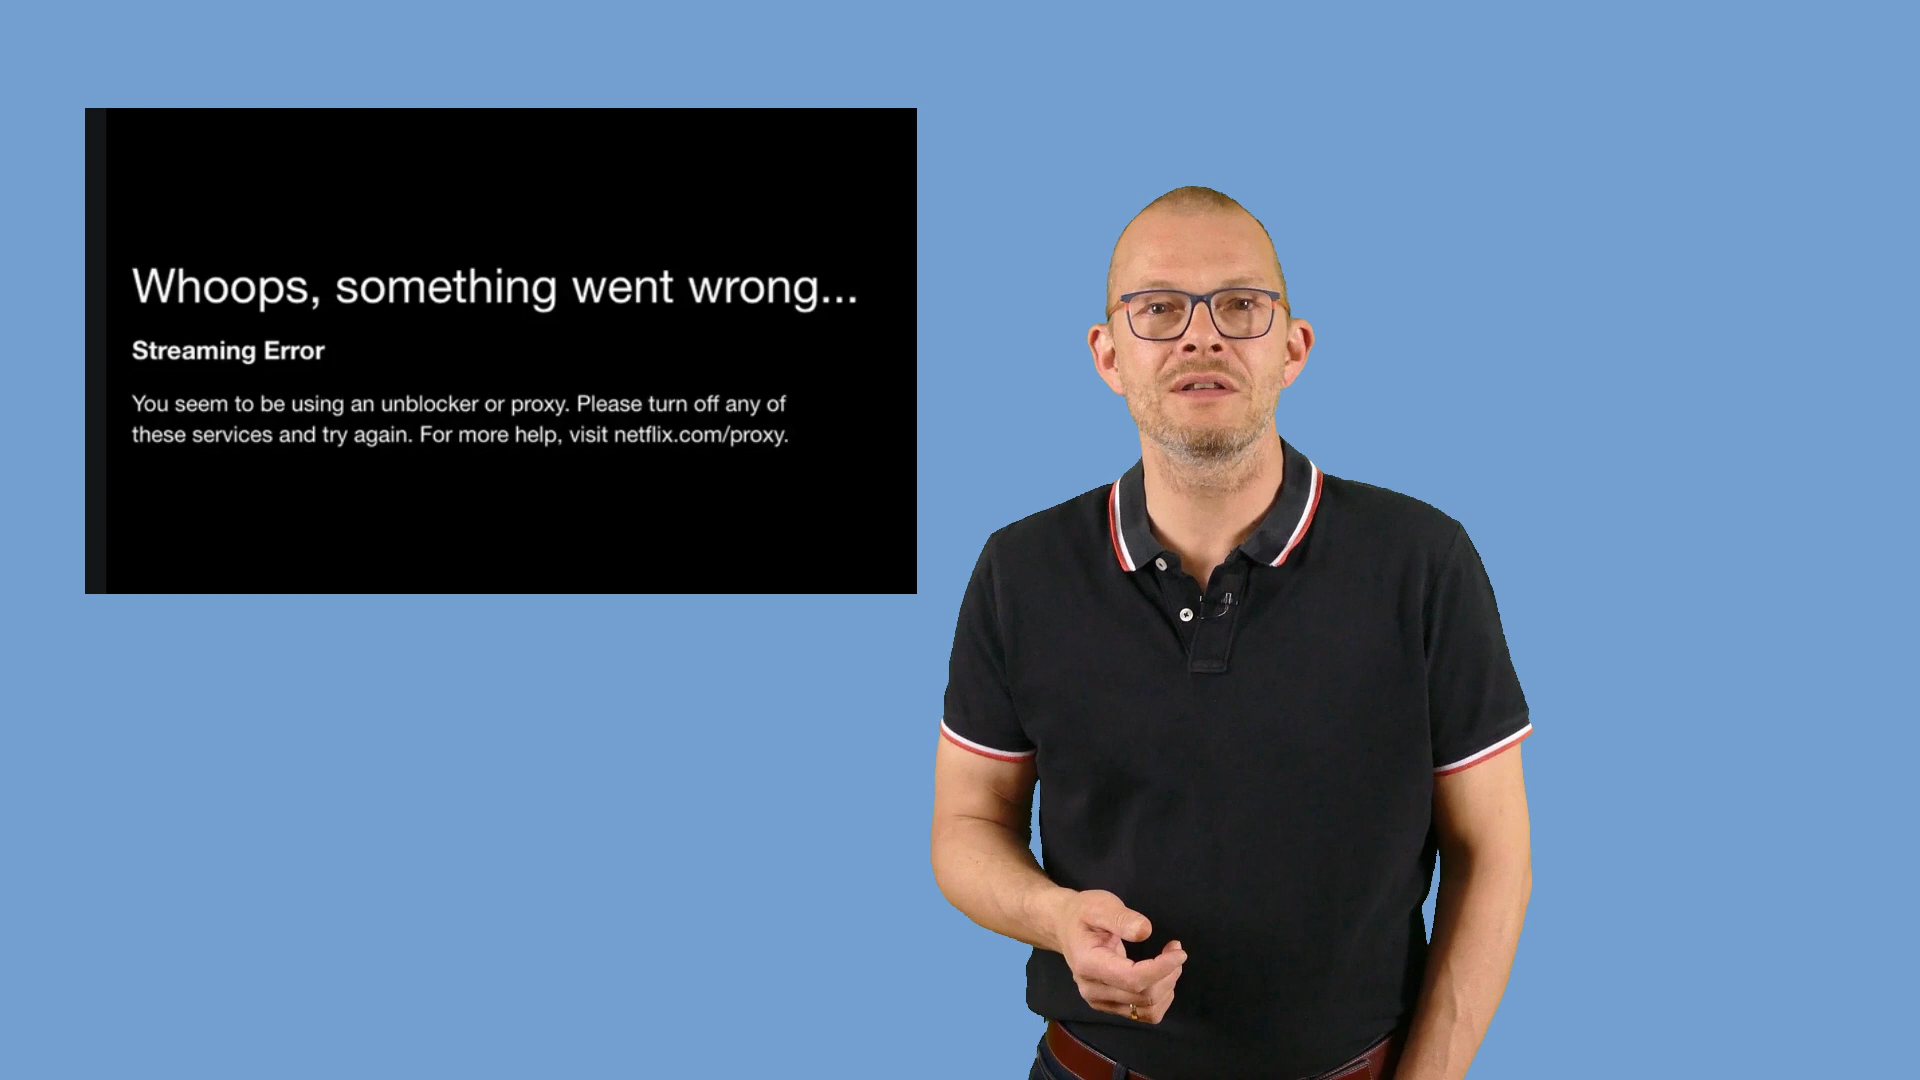 Whoops, something went wrong...
Streaming Error
You seem to be using an unblocker or proxy. Please turn off any of
these services and try again. For more help, visit netflix.com/proxy.